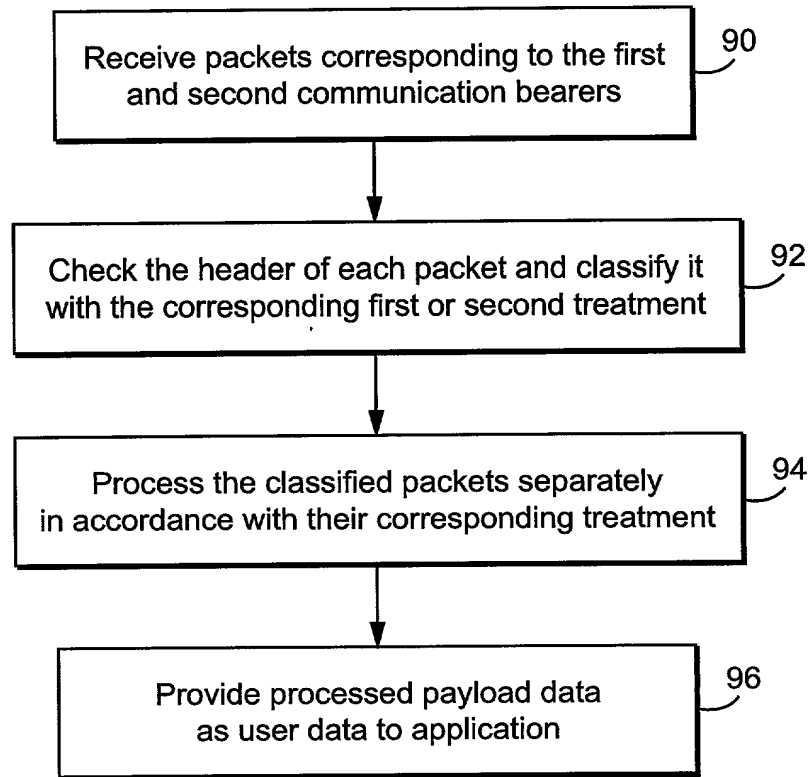 Receive packets corresponding to the first
and second communication bearers
90
Check the header of each packet and classify it
with the corresponding first or second treatment
92
Process the classified packets separately
in accordance with their corresponding treatment
94
Provide processed payload data
as user data to application
96